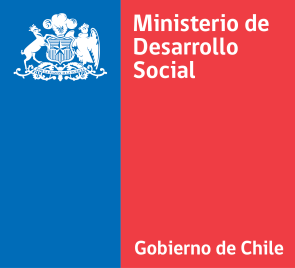 Ministerio de
Desarrollo
Social
Gobierno de Chile